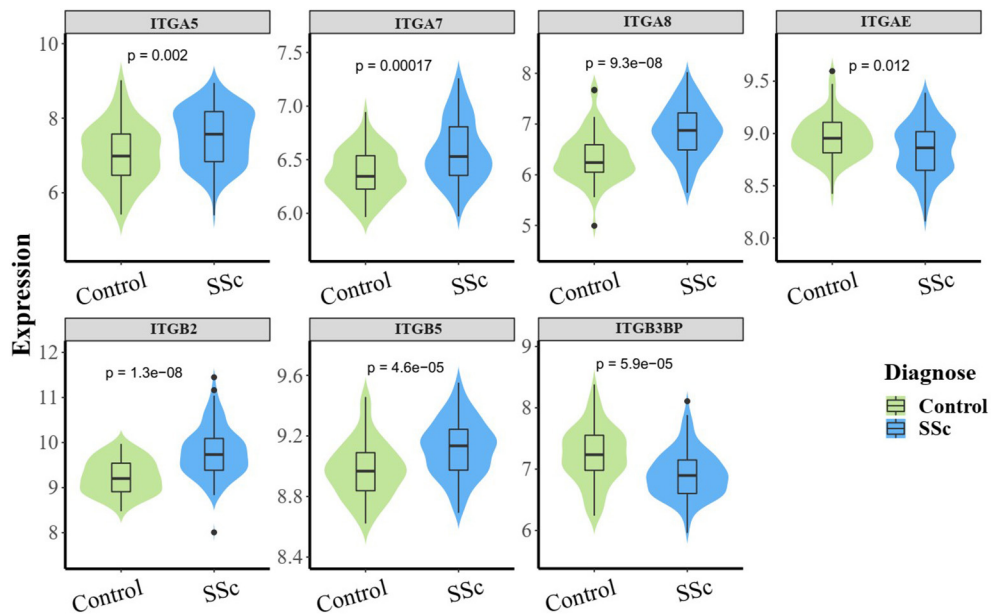 ITGA5 ITGA7 ITGA8 ITGAE
10 8 6
p = 0.002
7.5 7.0 6.5 6.0
p = 0.00017
8 7 6 5
p = 9.3e−08
9.5 9.0 8.5 8.0
p = 0.012
Control SSc Control SSc Control SSc Control SSc
Expression
ITGB2 ITGB5 ITGB3BP
12 11 10 9 8
p = 1.3e−08
9.6 9.2 8.8 8.4
p = 4.6e−05
9 8 7 6
p = 5.9e−05
Control SSc Control SSc Control SSc
Diagnose
Control
SSc